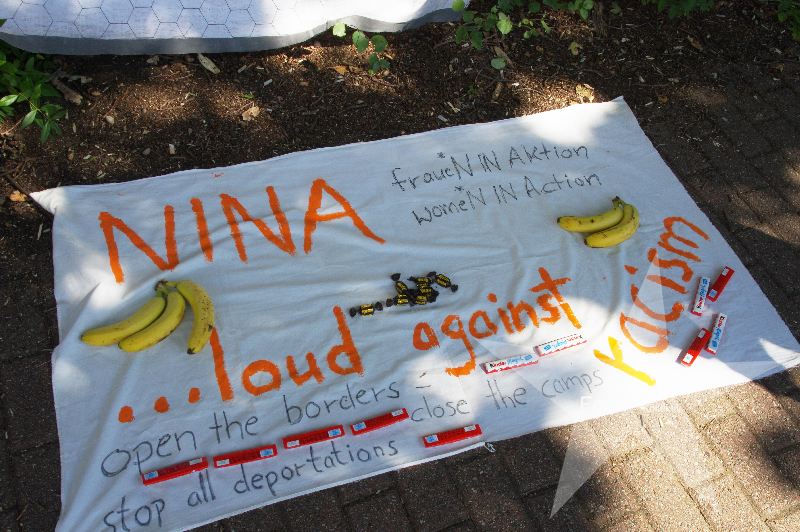 NINA
fraueN IN AKtion
womeN IN Action
...loud against racism
open the borders - close the camps
stop all deportations